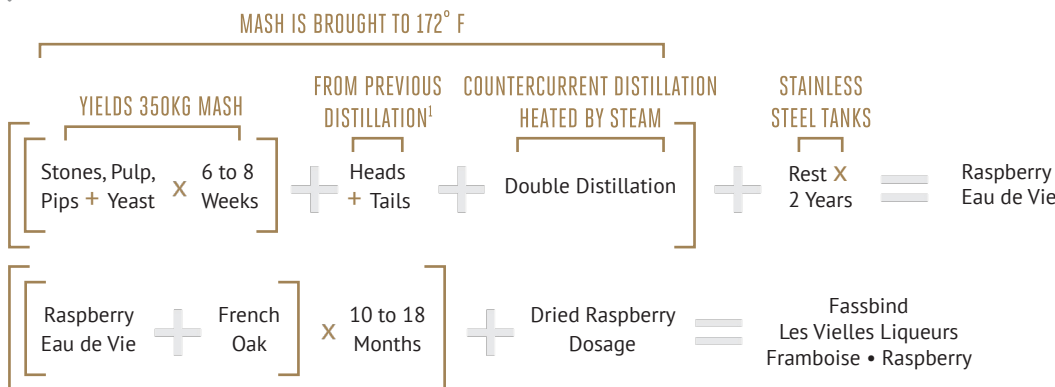 MASH IS BROUGHT TO 172° F
YIELDS 350KG MASH
FROM PREVIOUS
DISTILLATION¹
COUNTERCURRENT DISTILLATION
HEATED BY STEAM
STAINLESS
STEEL TANKS
Stones, Pulp,
Pips + Yeast
x
6 to 8
Weeks
+
Heads
+ Tails
+
Double Distillation
+
Rest x
2 Years
=
Raspberry
Eau de Vie
Raspberry
Eau de Vie
+
French
Oak
x
10 to 18
Months
+
Dried Raspberry
Dosage
=
Fassbind
Les Vielles Liqueurs
Framboise • Raspberry